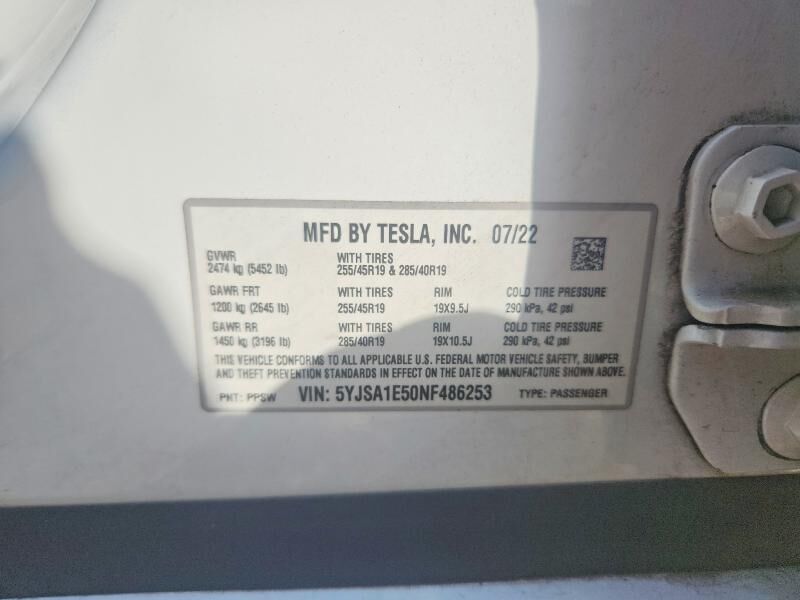 MFD BY TESLA, INC. 07/22
GVWR
2474 kg (5452 lb)
WITH TIRES
255/45R19 & 285/40R19
GAWR FRT
1200 kg (2645 lb)
WITH TIRES
255/45R19
RIM
19X9.5J
COLD TIRE PRESSURE
290 kPa, 42 psi
GAWR RR
1450 kg (3196 lb)
WITH TIRES
285/40R19
RIM
19X10.5J
COLD TIRE PRESSURE
290 kPa, 42 psi
THIS VEHICLE CONFORMS TO ALL APPLICABLE U.S. FEDERAL MOTOR VEHICLE SAFETY, BUMPER
AND THEFT PREVENTION STANDARDS IN EFFECT ON THE DATE OF MANUFACTURE SHOWN ABOVE.
PNT: PPSW VIN: 5YJSA1E50NF486253 TYPE: PASSENGER